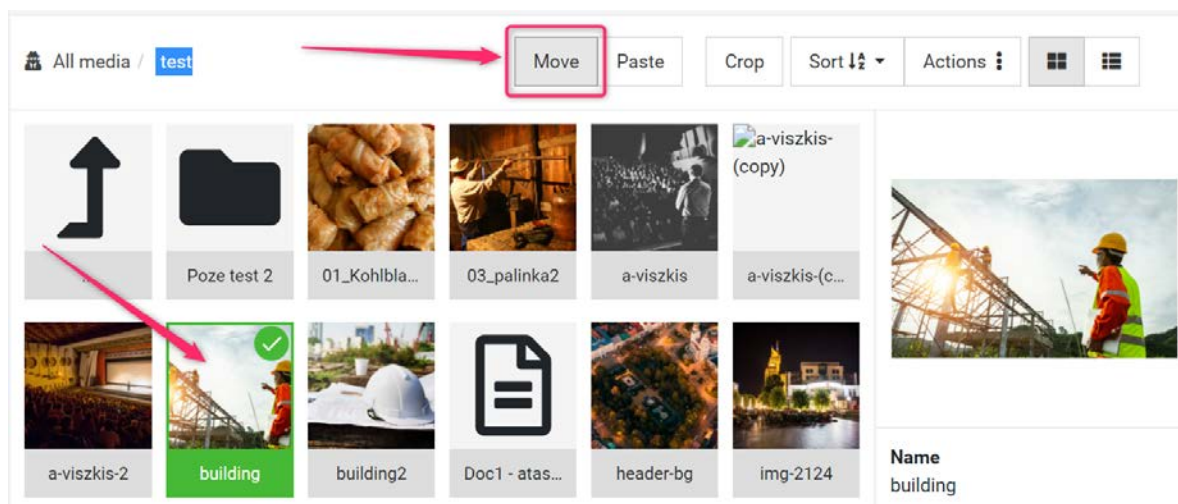 All media / test
Move
Paste
Crop
Sort
Actions
a-viszkis-
(copy)
..
Poze test 2
01_Kohlbla...
03_palinka2
a-viszkis
a-viszkis-(c...
a-viszkis-2
building
building2
Doc1 - atas...
header-bg
img-2124
Name
building